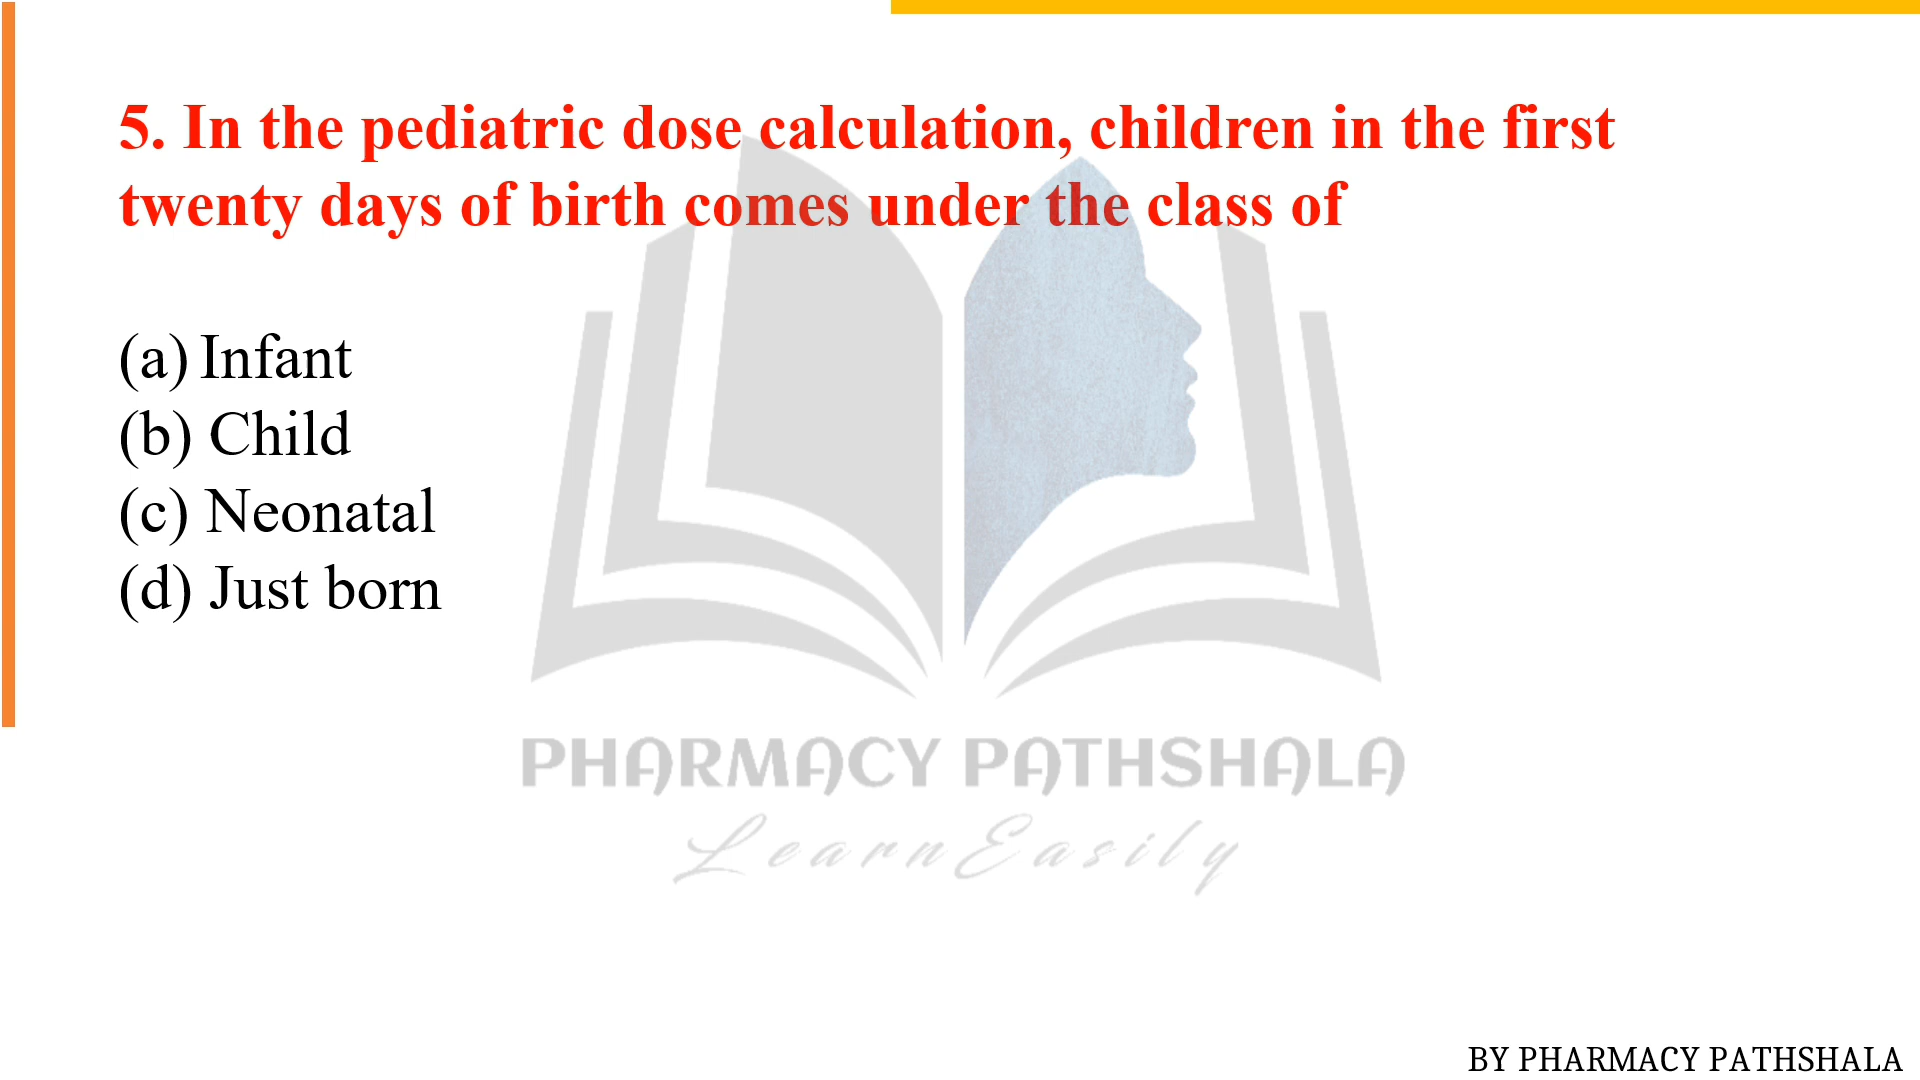 5. In the pediatric dose calculation, children in the first
twenty days of birth comes under the class of
(a) Infant
(b) Child
(c) Neonatal
(d) Just born
PHARMACY PATHSHALA
Learn Easily
BY PHARMACY PATHSHALA